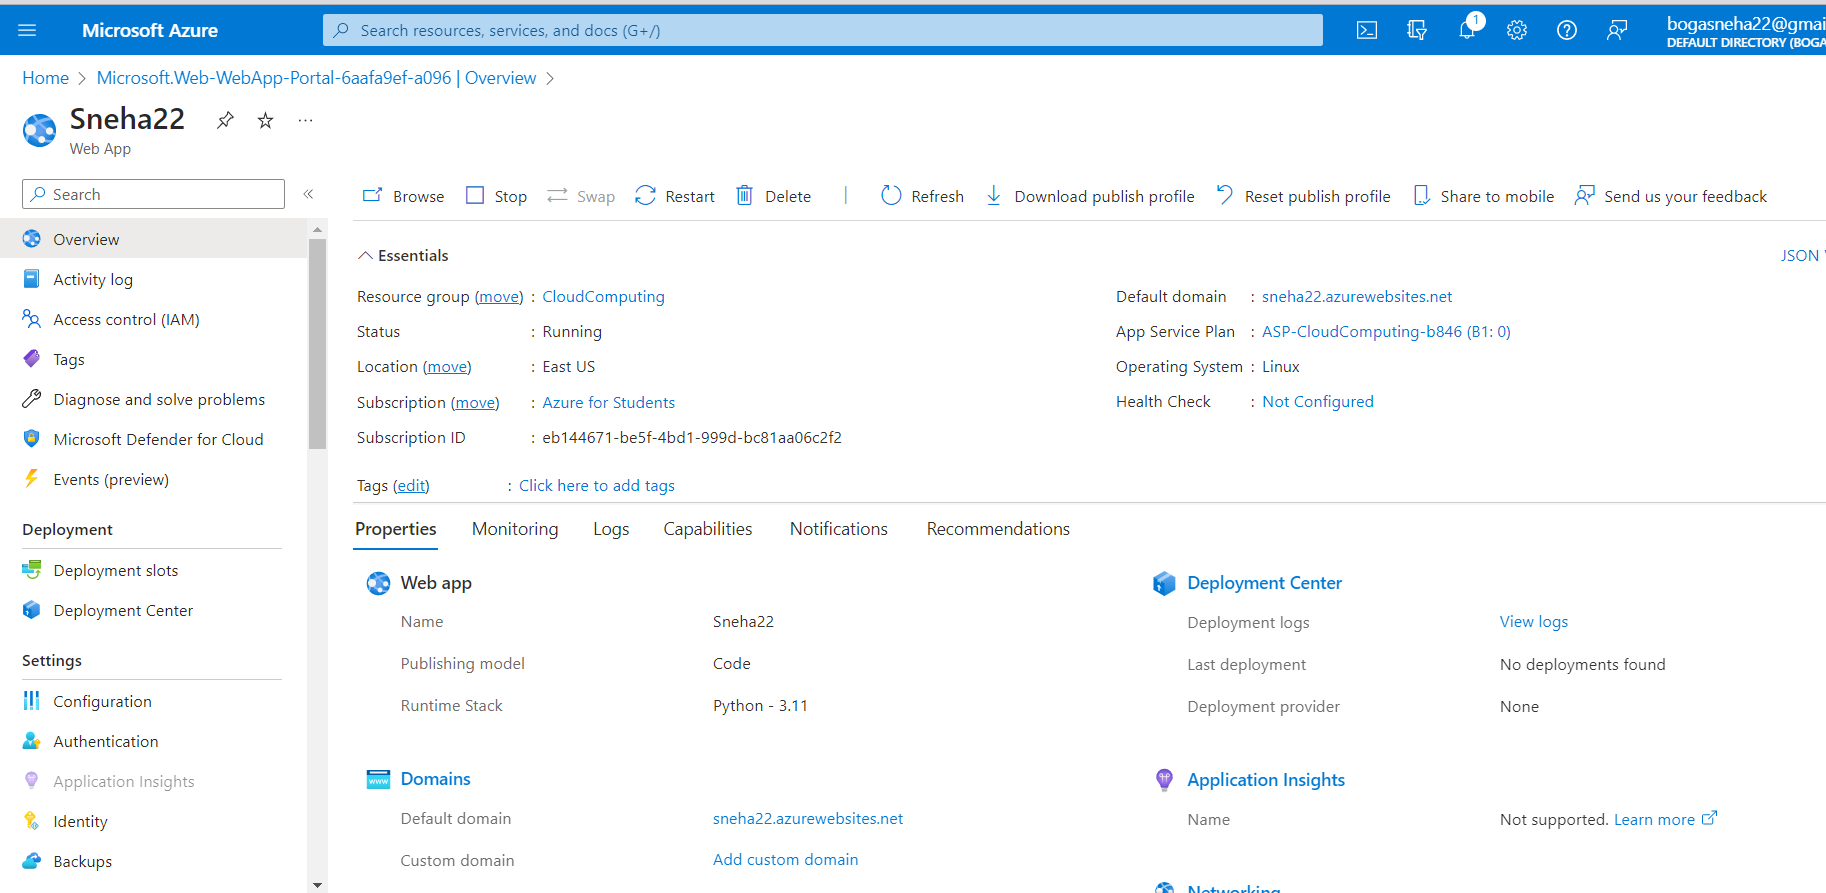 Microsoft Azure
Search resources, services, and docs (G+/)
1
bogasneha22@gmai
DEFAULT DIRECTORY (BOGA
Home > Microsoft.Web-WebApp-Portal-6aafa9ef-a096 | Overview >
Sneha22
Web App
Search
Overview
Activity log
Access control (IAM)
Tags
Diagnose and solve problems
Microsoft Defender for Cloud
Events (preview)
Deployment
Deployment slots
Deployment Center
Settings
Configuration
Authentication
Application Insights
Identity
Backups
Browse Stop Swap Restart Delete | Refresh Download publish profile Reset publish profile Share to mobile Send us your feedback
Essentials
JSON
Resource group (move) : CloudComputing
Status : Running
Location (move) : East US
Subscription (move) : Azure for Students
Subscription ID : eb144671-be5f-4bd1-999d-bc81aa06c2f2
Default domain : sneha22.azurewebsites.net
App Service Plan : ASP-CloudComputing-b846 (B1: 0)
Operating System : Linux
Health Check : Not Configured
Tags (edit) : Click here to add tags
Properties Monitoring Logs Capabilities Notifications Recommendations
Web app
Name Sneha22
Publishing model Code
Runtime Stack Python - 3.11
Domains
www
Default domain sneha22.azurewebsites.net
Custom domain Add custom domain
Deployment Center
Deployment logs View logs
Last deployment No deployments found
Deployment provider None
Application Insights
Name Not supported. Learn more
Networking